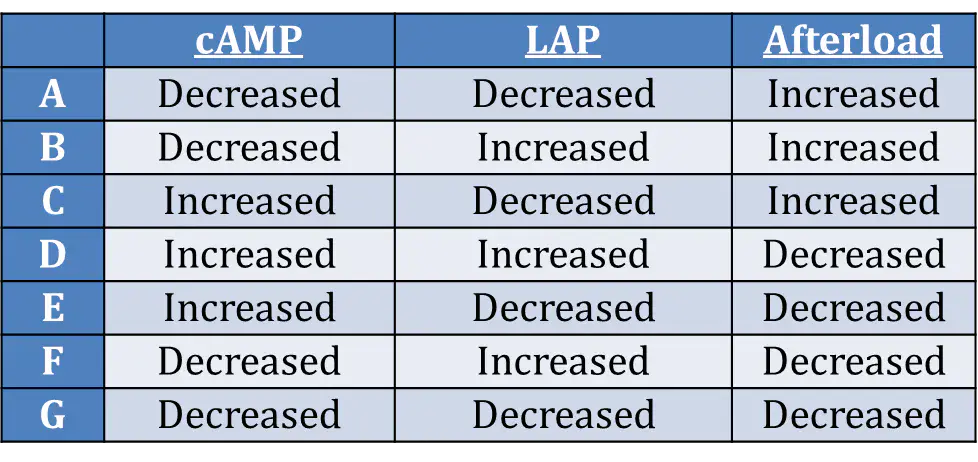 cAMP LAP Afterload
A Decreased Decreased Increased
B Decreased Increased Increased
C Increased Decreased Increased
D Increased Increased Decreased
E Increased Decreased Decreased
F Decreased Increased Decreased
G Decreased Decreased Decreased